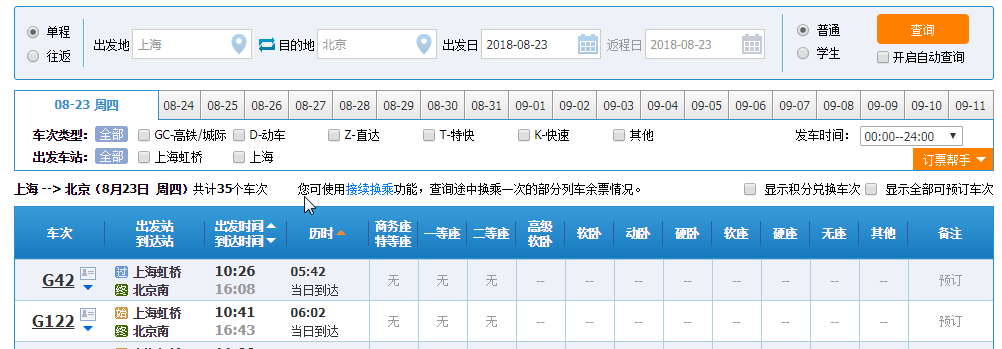 单程
往返
出发地 上海 目的地 北京 出发日 2018-08-23 返程日 2018-08-23
普通
学生
查询
开启自动查询
08-23 周四 08-24 08-25 08-26 08-27 08-28 08-29 08-30 08-31 09-01 09-02 09-03 09-04 09-05 09-06 09-07 09-08 09-09 09-10 09-11
车次类型: 全部 GC-高铁/城际 D-动车 Z-直达 T-特快 K-快速 其他 发车时间: 00:00--24:00
出发车站: 全部 上海虹桥 上海
订票帮手
上海 --> 北京（8月23日 周四）共计35个车次 您可使用接续换乘功能，查询途中换乘一次的部分列车余票情况。 显示积分兑换车次 显示全部可预订车次
车次 出发站 到达站 出发时间 到达时间 历时 商务座 特等座 一等座 二等座 高级 软卧 软卧 动卧 硬卧 软座 硬座 无座 其他 备注
G42 过 上海虹桥 10:26 05:42 无 无 无 -- -- -- -- -- -- -- -- 预订
终 北京南 16:08 当日到达
G122 始 上海虹桥 10:41 06:02 无 无 无 -- -- -- -- -- -- -- -- 预订
终 北京南 16:43 当日到达